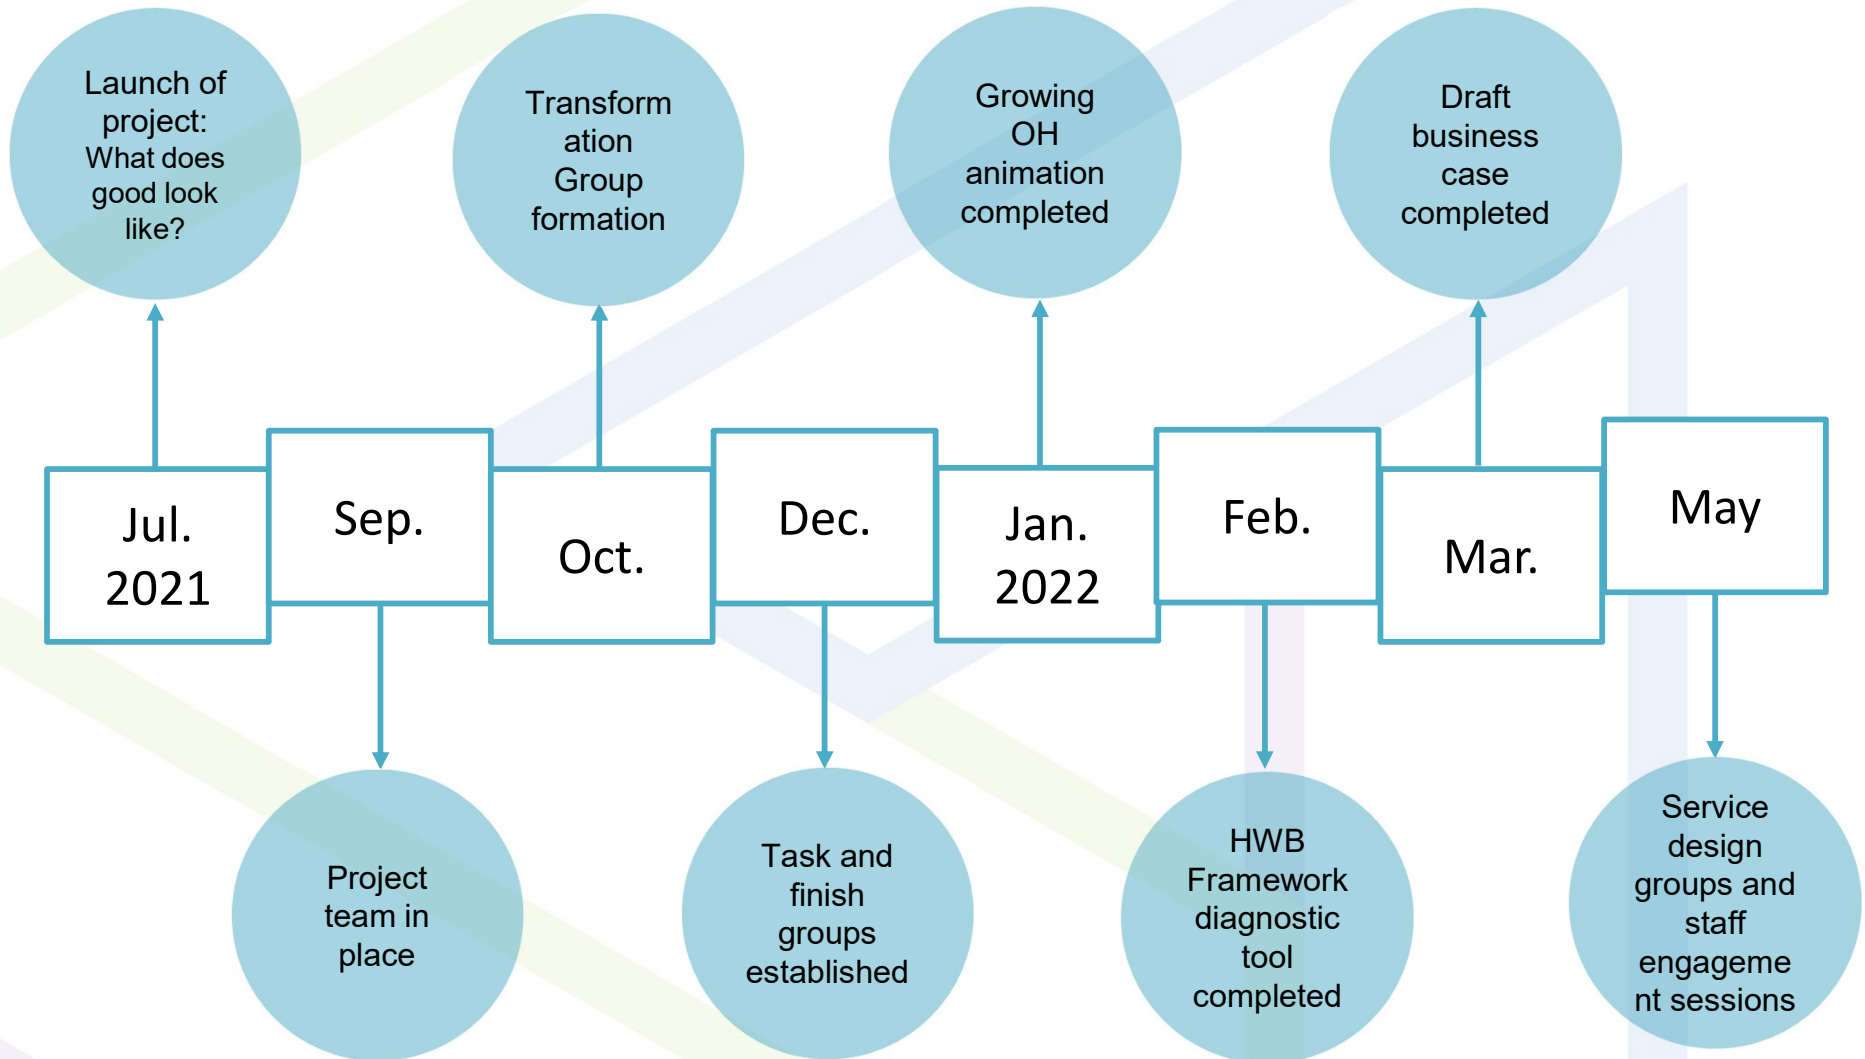 Launch of
project:
What does
good look
like?
Transform
ation
Group
formation
Growing
OH
animation
completed
Draft
business
case
completed
Jul.
2021
Sep.
Oct.
Dec.
Jan.
2022
Feb.
Mar.
May
Project
team in
place
Task and
finish
groups
established
HWB
Framework
diagnostic
tool
completed
Service
design
groups and
staff
engageme
nt sessions